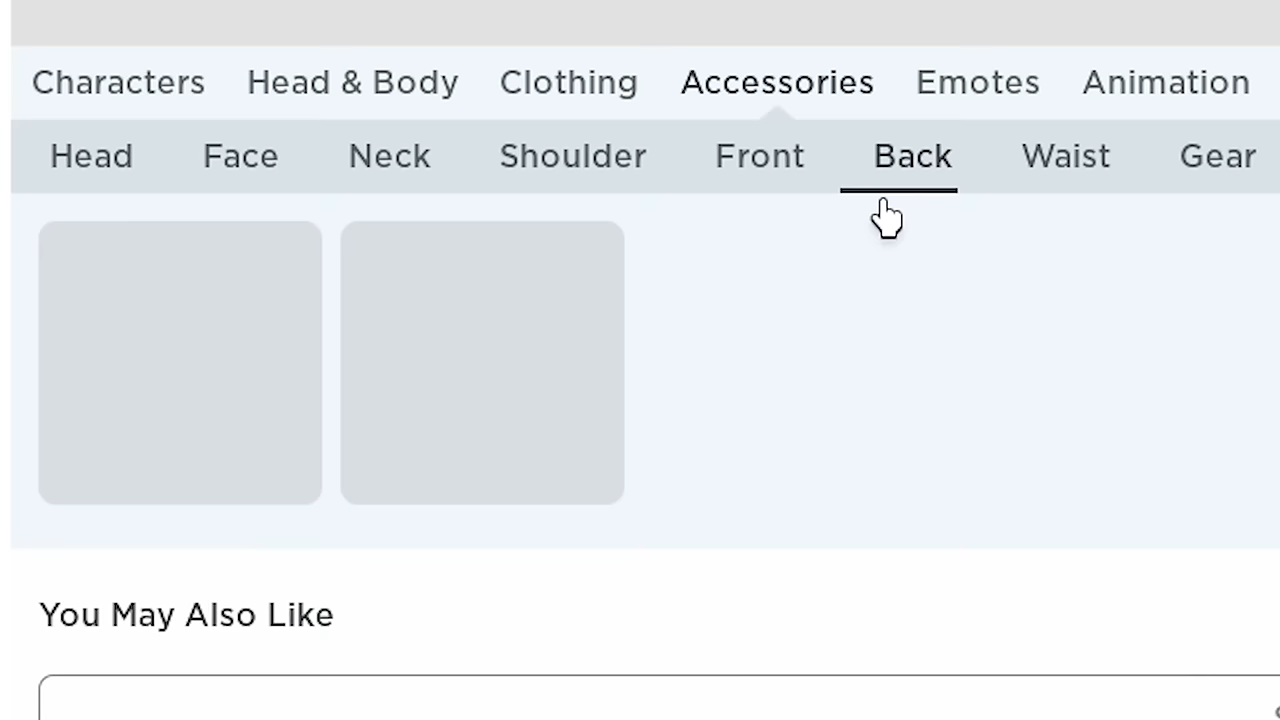 Characters Head & Body Clothing Accessories Emotes Animation
Head Face Neck Shoulder Front Back Waist Gear
You May Also Like